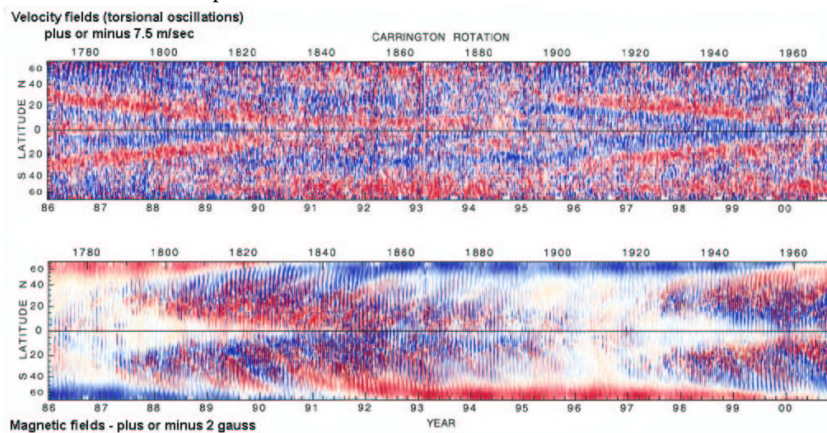 Velocity fields (torsional oscillations)
plus or minus 7.5 m/sec
CARRINGTON ROTATION
1780 1800 1820 1840 1860 1880 1900 1920 1940 1960
60
40
20
0
20
40
60
S LATITUDE N
86 87 88 89 90 91 92 93 94 95 96 97 98 99 00
1780 1800 1820 1840 1860 1880 1900 1920 1940 1960
60
40
20
0
20
40
60
S LATITUDE N
86 87 88 89 90 91 92 93 94 95 96 97 98 99 00
YEAR
Magnetic fields - plus or minus 2 gauss